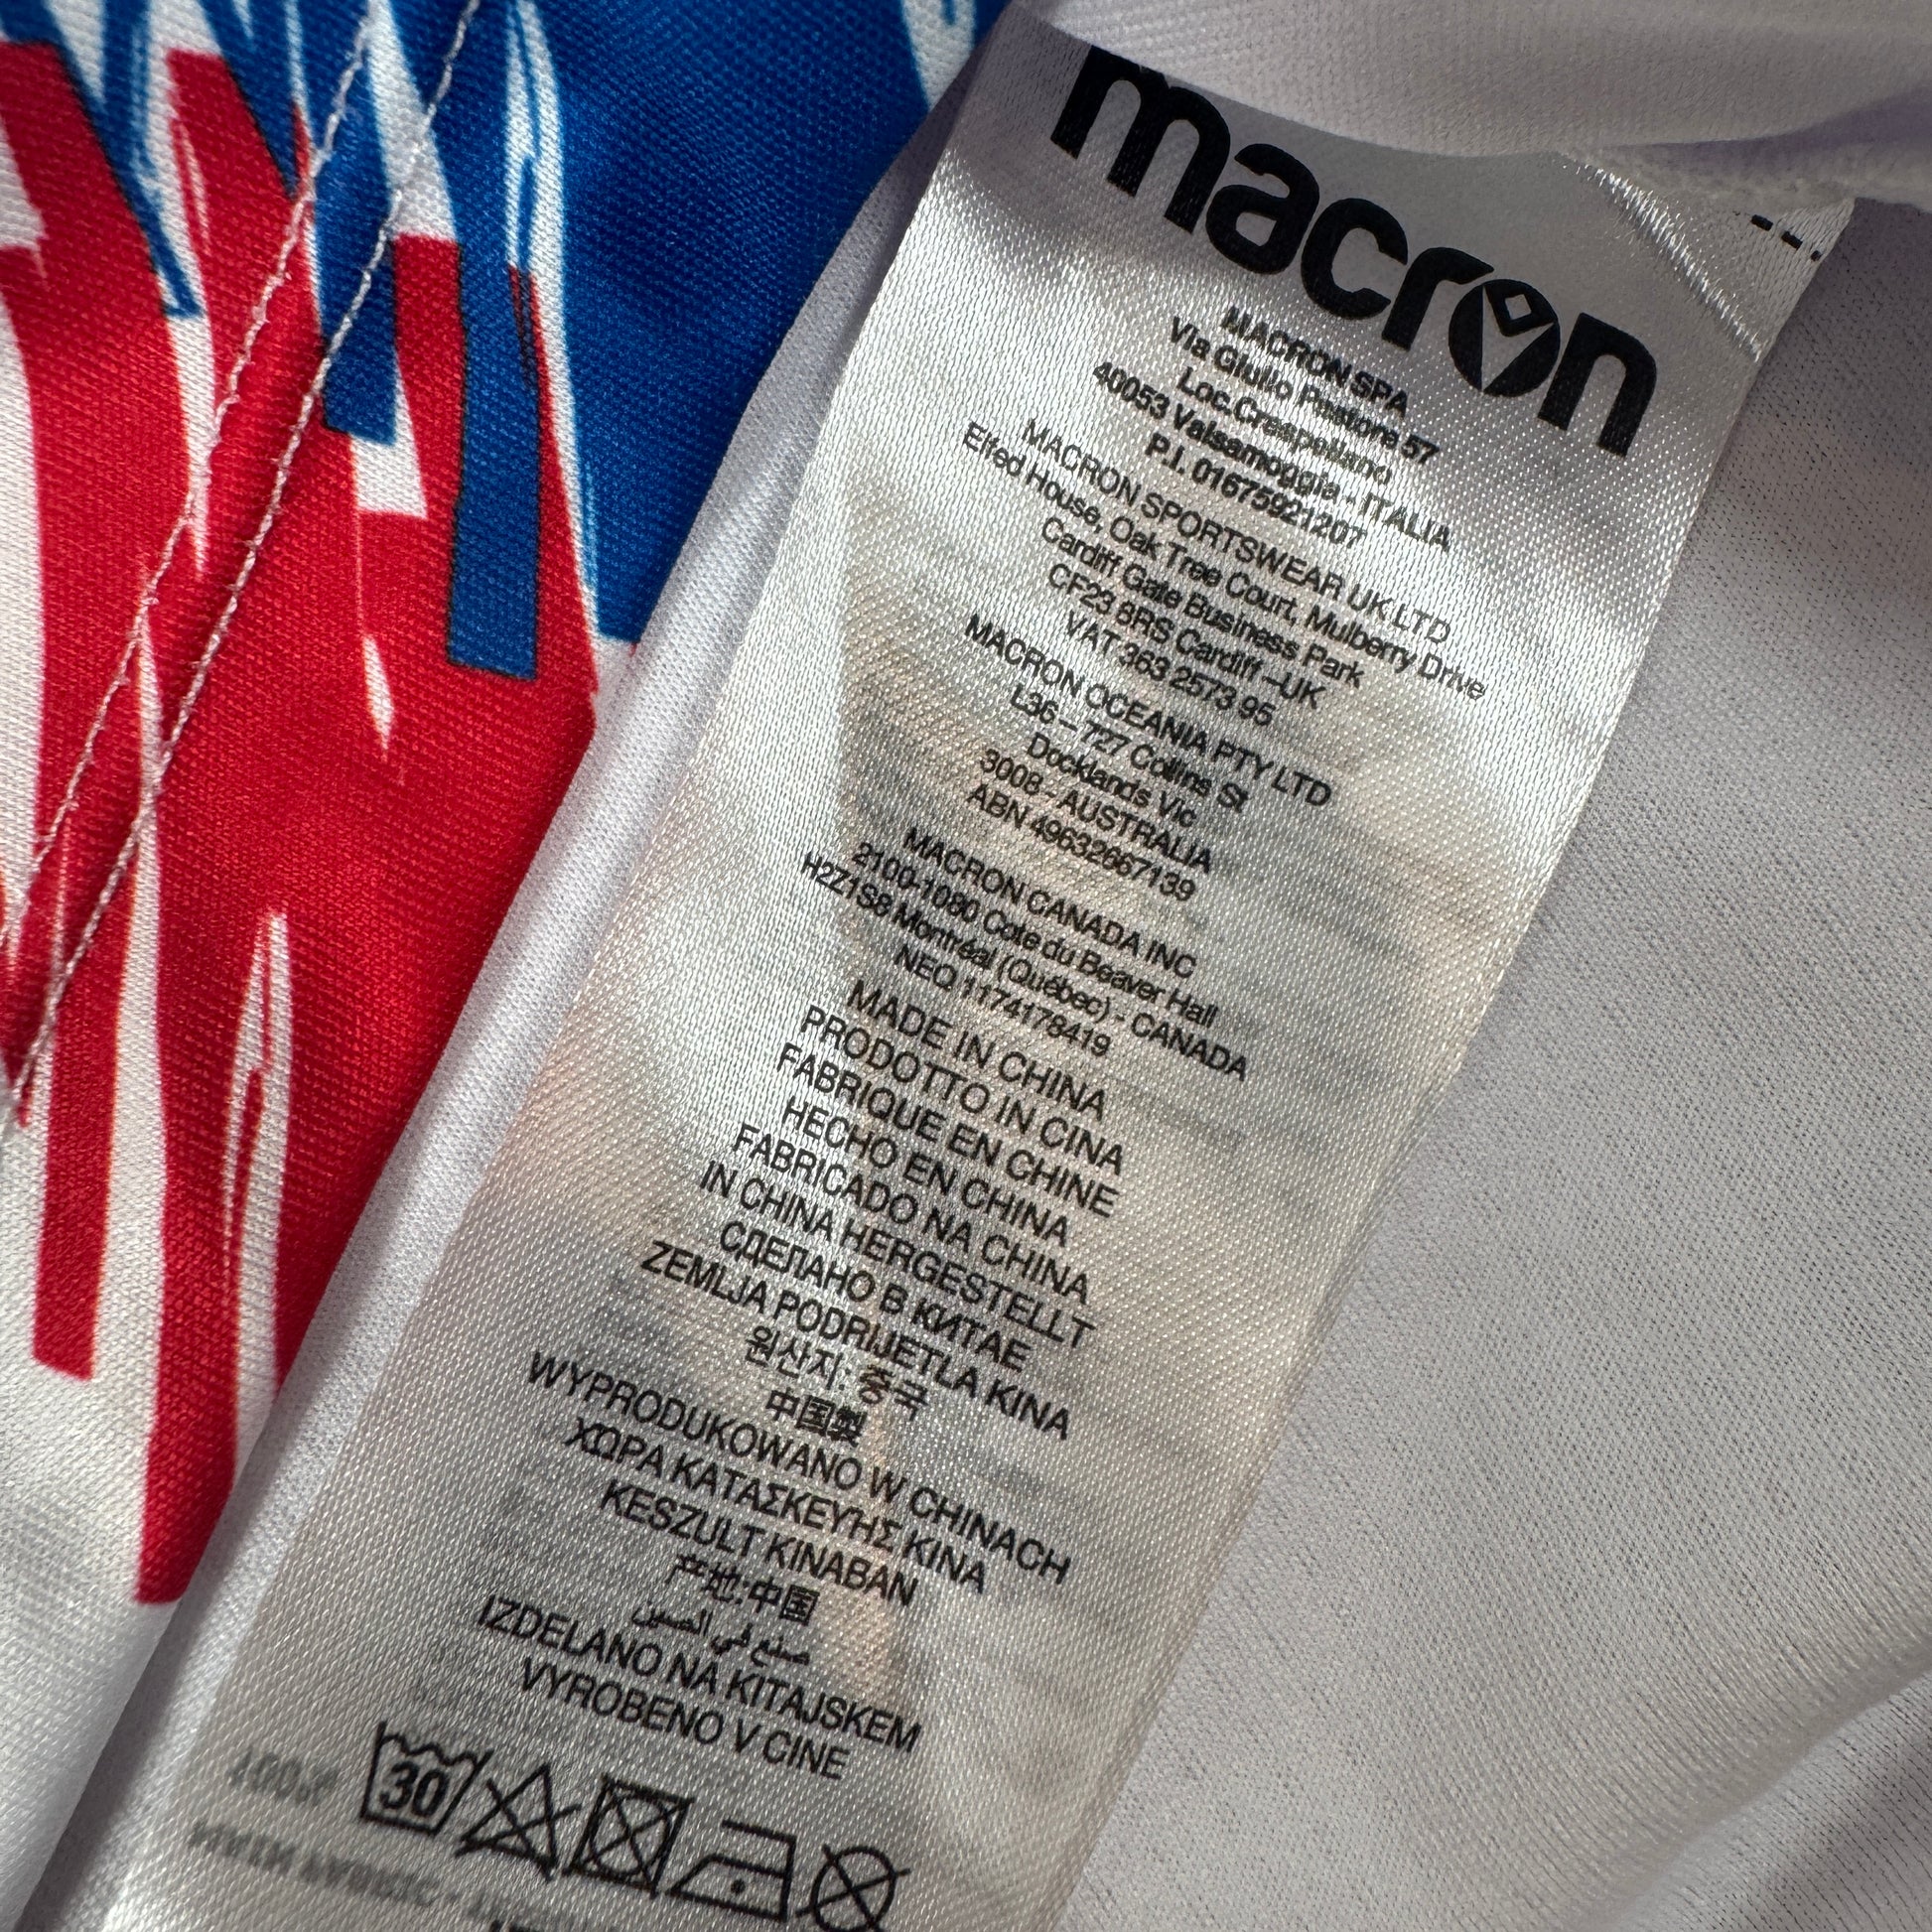 macron
MACRON SPA
Via Giulio Pastore 57
Loc.Crespellano
40053 Valsamoggia - ITALIA
P.I. 01675921207
MACRON SPORTSWEAR UK LTD
Elfed House, Oak Tree Court, Mulberry Drive
Cardiff Gate Business Park
CF23 8RS Cardiff –UK
VAT 363 2573 95
MACRON OCEANIA PTY LTD
L36 – 727 Collins St
Docklands Vic
3008 - AUSTRALIA
ABN 49632667139
MACRON CANADA INC
2100-1080 Cote du Beaver Hall
H2Z1S8 Montréal (Québec) - CANADA
NEQ 1174178419
MADE IN CHINA
PRODOTTO IN CINA
FABRIQUE EN CHINE
HECHO EN CHINA
FABRICADO NA CHINA
IN CHINA HERGESTELLT
СДЕЛАНО В КИТАЕ
ZEMLJA PODRIJETLA KINA
원산지: 중국
中国製
WYPRODUKOWANO W CHINACH
ΧΩΡΑ ΚΑΤΑΣΚΕΥΗΣ ΚΙΝΑ
KESZULT KINABAN
产地:中国
صنع في الصين
IZDELANO NA KITAJSKEM
VYROBENO V CINE
30